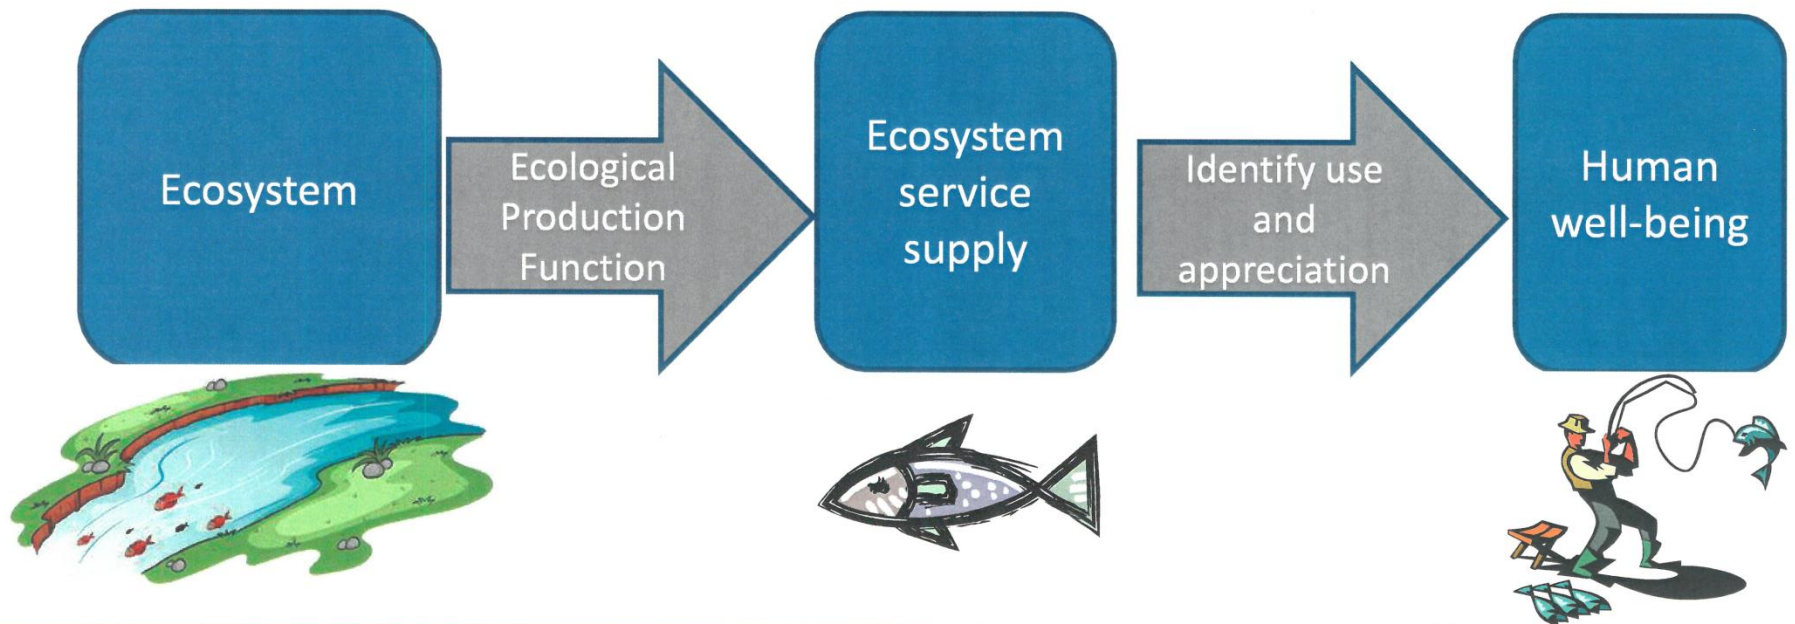 Ecosystem
Ecological
Production
Function
Ecosystem
service
supply
Identify use
and
appreciation
Human
well-being